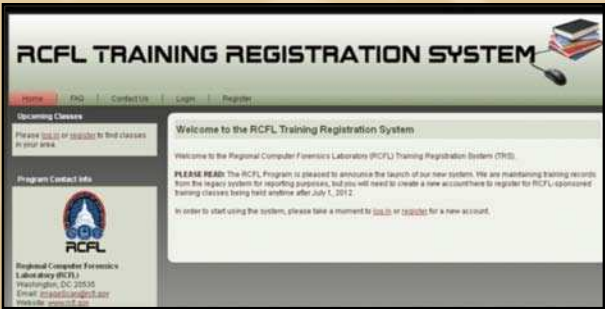 RCFL TRAINING REGISTRATION SYSTEM
Home | FAQ | Contact Us | Login | Register
Upcoming Classes
Please log in or register to find classes
in your area.
Welcome to the RCFL Training Registration System
Welcome to the Regional Computer Forensics Laboratory (RCFL) Training Registration System (TRS).
PLEASE READ: The RCFL Program is pleased to announce the launch of our new system. We are maintaining training records
from the legacy system for reporting purposes, but you will need to create a new account here to register for RCFL-sponsored
training classes being held anytime after July 1, 2012.
In order to start using the system, please take a moment to log in or register for a new account.
Program Contact Info
RCFL
Regional Computer Forensics
Laboratory (RCFL)
Washington, DC 20535
Email:
Website: www.rcfl.gov